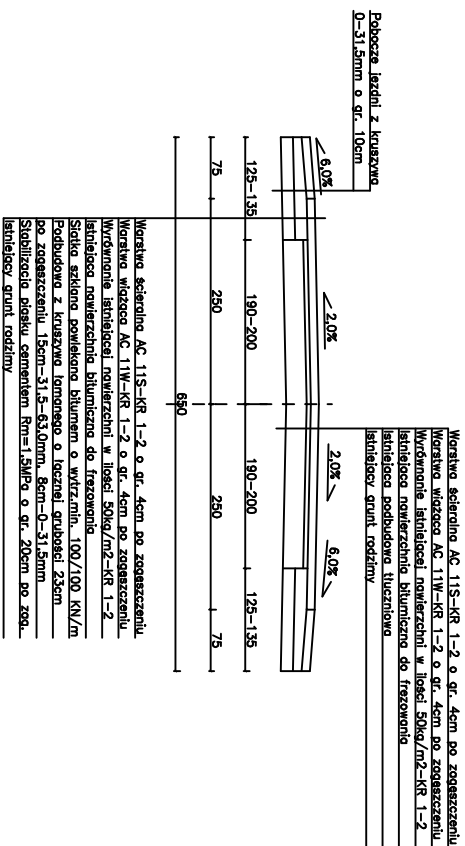 Pobocze jezdni z kruszywa
0-31,5mm o gr. 10cm
Warstwa ścieralna AC 11S-KR 1-2 o gr. 4cm po zagęszczeniu
Warstwa wiążąca AC 11W-KR 1-2 o gr. 4cm po zagęszczeniu
Wyrównanie istniejącej nawierzchni w ilości 50kg/m2-KR 1-2
Istniejąca nawierzchnia bitumiczna do frezowania
Istniejąca podbudowa tłuczniowa
Istniejący grunt rodzimy
6,0%
2,0%
2,0%
6,0%
125-135
190-200
190-200
125-135
75
250
250
75
650
Warstwa ścieralna AC 11S-KR 1-2 o gr. 4cm po zagęszczeniu
Warstwa wiążąca AC 11W-KR 1-2 o gr. 4cm po zagęszczeniu
Wyrównanie istniejącej nawierzchni w ilości 50kg/m2-KR 1-2
Istniejąca nawierzchnia bitumiczna do frezowania
Siatka szklana powlekana bitumem o wytrz.min. 100/100 KN/m
Podbudowa z kruszywa łamanego o łącznej grubości 23cm
po zagęszczeniu 15cm-31,5-63,0mm, 8cm-0-31,5mm
Stabilizacja piasku cementem Rm=1,5MPa o gr. 20cm po zag.
Istniejący grunt rodzimy